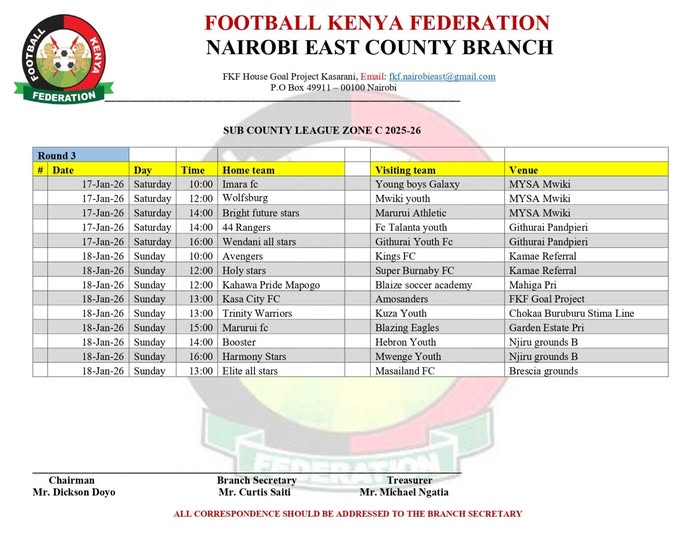 FOOTBALL KENYA FEDERATION
NAIROBI EAST COUNTY BRANCH
FKF House Goal Project Kasarani, Email: fkf.nairobieast@gmail.com
P.O Box 49911 – 00100 Nairobi
FOOTBALL KENYA
FEDERATION
SUB COUNTY LEAGUE ZONE C 2025-26
Round 3
# Date Day Time Home team Visiting team Venue
17-Jan-26 Saturday 10:00 Imara fc Young boys Galaxy MYSA Mwiki
17-Jan-26 Saturday 12:00 Wolfsburg Mwiki youth MYSA Mwiki
17-Jan-26 Saturday 14:00 Bright future stars Marurui Athletic MYSA Mwiki
17-Jan-26 Saturday 14:00 44 Rangers Fc Talanta youth Githurai Pandpieri
17-Jan-26 Saturday 16:00 Wendani all stars Githurai Youth Fc Githurai Pandpieri
18-Jan-26 Sunday 10:00 Avengers Kings FC Kamae Referral
18-Jan-26 Sunday 12:00 Holy stars Super Burnaby FC Kamae Referral
18-Jan-26 Sunday 12:00 Kahawa Pride Mapogo Blaize soccer academy Mahiga Pri
18-Jan-26 Sunday 13:00 Kasa City FC Amosanders FKF Goal Project
18-Jan-26 Sunday 13:00 Trinity Warriors Kuza Youth Chokaa Buruburu Stima Line
18-Jan-26 Sunday 15:00 Marurui fc Blazing Eagles Garden Estate Pri
18-Jan-26 Sunday 14:00 Booster Hebron Youth Njiru grounds B
18-Jan-26 Sunday 16:00 Harmony Stars Mwenge Youth Njiru grounds B
18-Jan-26 Sunday 13:00 Elite all stars Masailand FC Brescia grounds
FEDERATION
Chairman Branch Secretary Treasurer
Mr. Dickson Doyo Mr. Curtis Saiti Mr. Michael Ngatia
ALL CORRESPONDENCE SHOULD BE ADDRESSED TO THE BRANCH SECRETARY